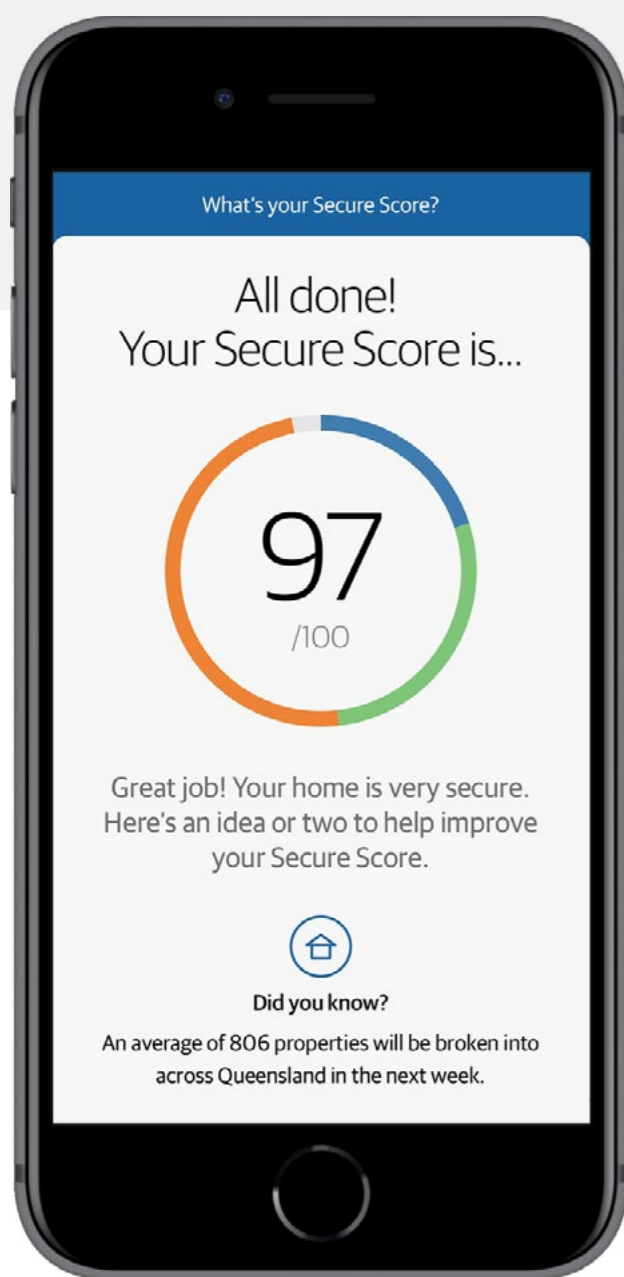 What's your Secure Score?
All done!
Your Secure Score is...
97
/100
Great job! Your home is very secure.
Here's an idea or two to help improve
your Secure Score.
Did you know?
An average of 806 properties will be broken into
across Queensland in the next week.